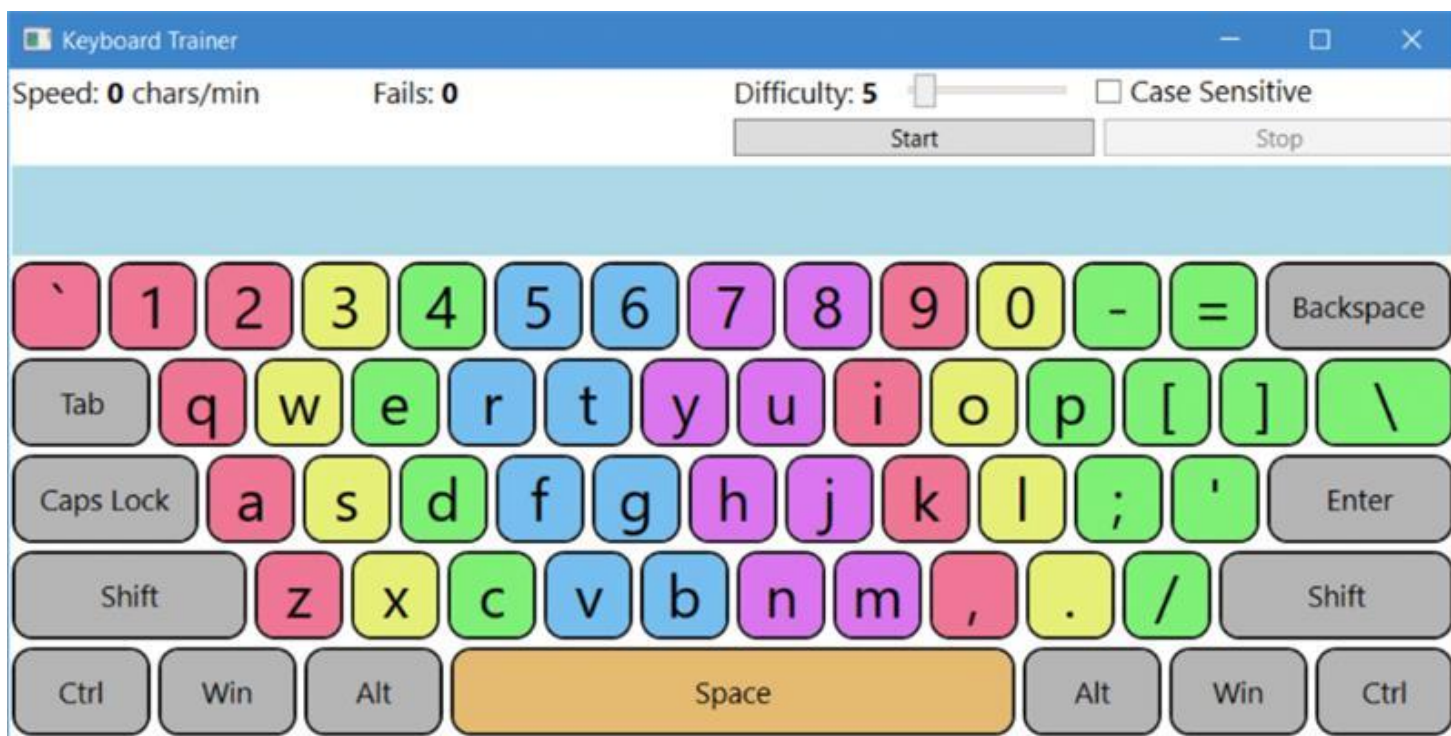 Keyboard Trainer
Speed: 0 chars/min Fails: 0 Difficulty: 5 Case Sensitive
Start Stop
` 1 2 3 4 5 6 7 8 9 0 - = Backspace
Tab q w e r t y u i o p [ ] \
Caps Lock a s d f g h j k l ; ' Enter
Shift z x c v b n m , . / Shift
Ctrl Win Alt Space Alt Win Ctrl